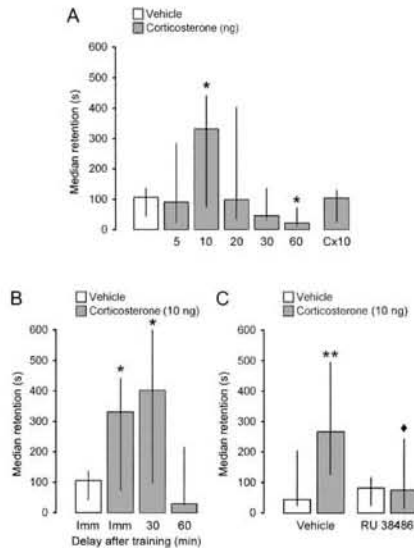 A
Vehicle
Corticosterone (ng)
Median retention (s)
600
500
400
300
200
100
0
*
*
5 10 20 30 60 Cx10
B
Vehicle
Corticosterone (10 ng)
Median retention (s)
600
500
400
300
200
100
0
*
*
Imm Imm 30 60
Delay after training (min)
C
Vehicle
Corticosterone (10 ng)
Median retention (s)
600
500
400
300
200
100
0
**
♦
Vehicle RU 38486